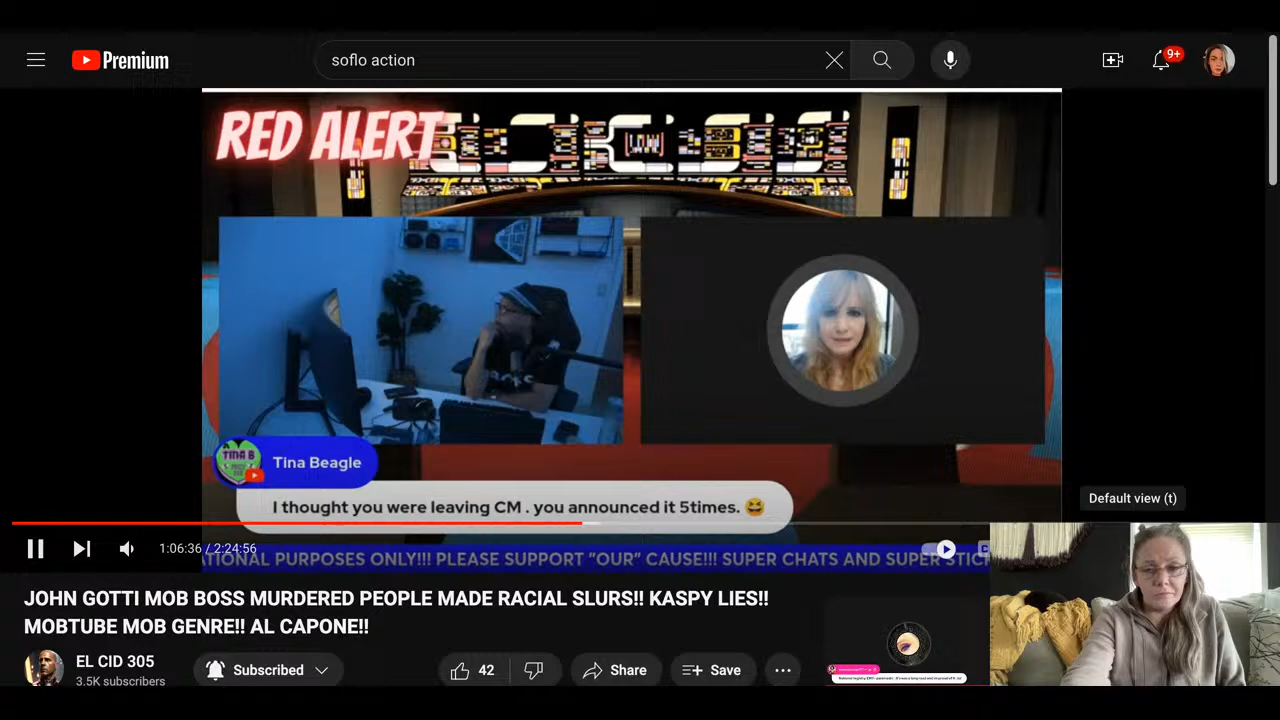 Premium
soflo action
9+
RED ALERT
TINA B
Tina Beagle
I thought you were leaving CM . you announced it 5times. 😆
Default view (t)
1:06:36 / 2:24:56
PURPOSES ONLY!!! PLEASE SUPPORT "OUR" CAUSE!!! SUPER CHATS AND SUPER
JOHN GOTTI MOB BOSS MURDERED PEOPLE MADE RACIAL SLURS!! KASPY LIES!!
MOBTUBE MOB GENRE!! AL CAPONE!!
EL CID 305
3.5K subscribers
Subscribed
42
Share
Save